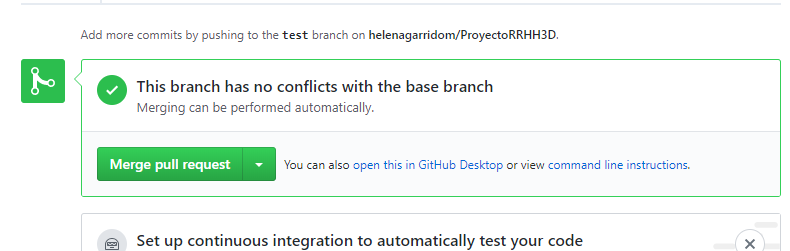 Add more commits by pushing to the test branch on helenagarridom/ProyectoRRHH3D.
This branch has no conflicts with the base branch
Merging can be performed automatically.
Merge pull request
You can also open this in GitHub Desktop or view command line instructions.
Set up continuous integration to automatically test your code